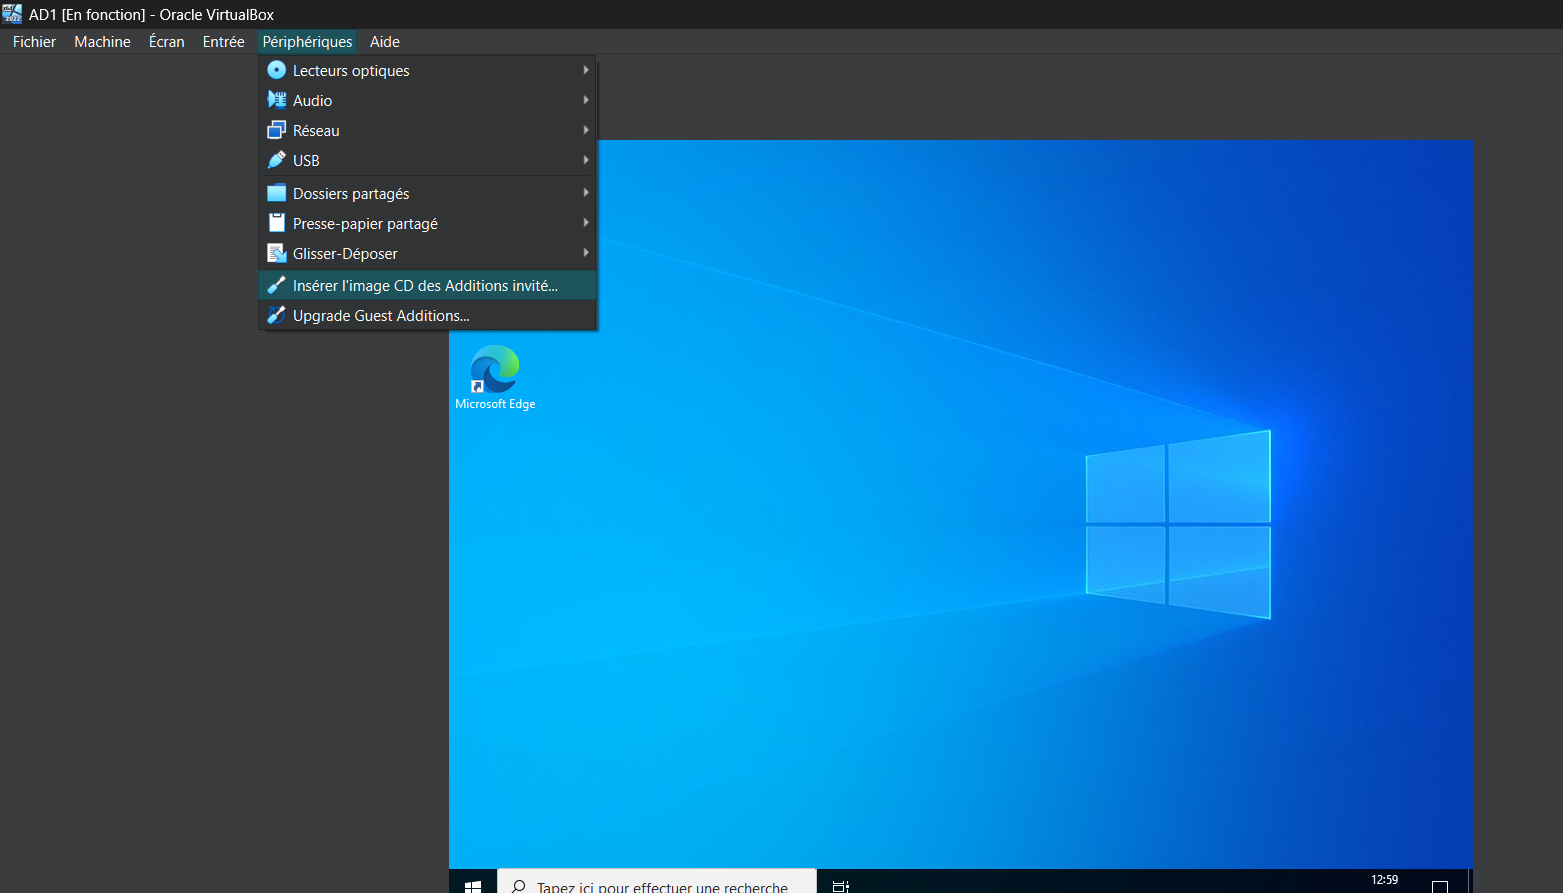 AD1 [En fonction] - Oracle VirtualBox
Fichier Machine Écran Entrée Périphériques Aide
Lecteurs optiques
Audio
Réseau
USB
Dossiers partagés
Presse-papier partagé
Glisser-Déposer
Insérer l'image CD des Additions invité...
Upgrade Guest Additions...
Microsoft Edge
Tapez ici pour effectuer une recherche
12:59